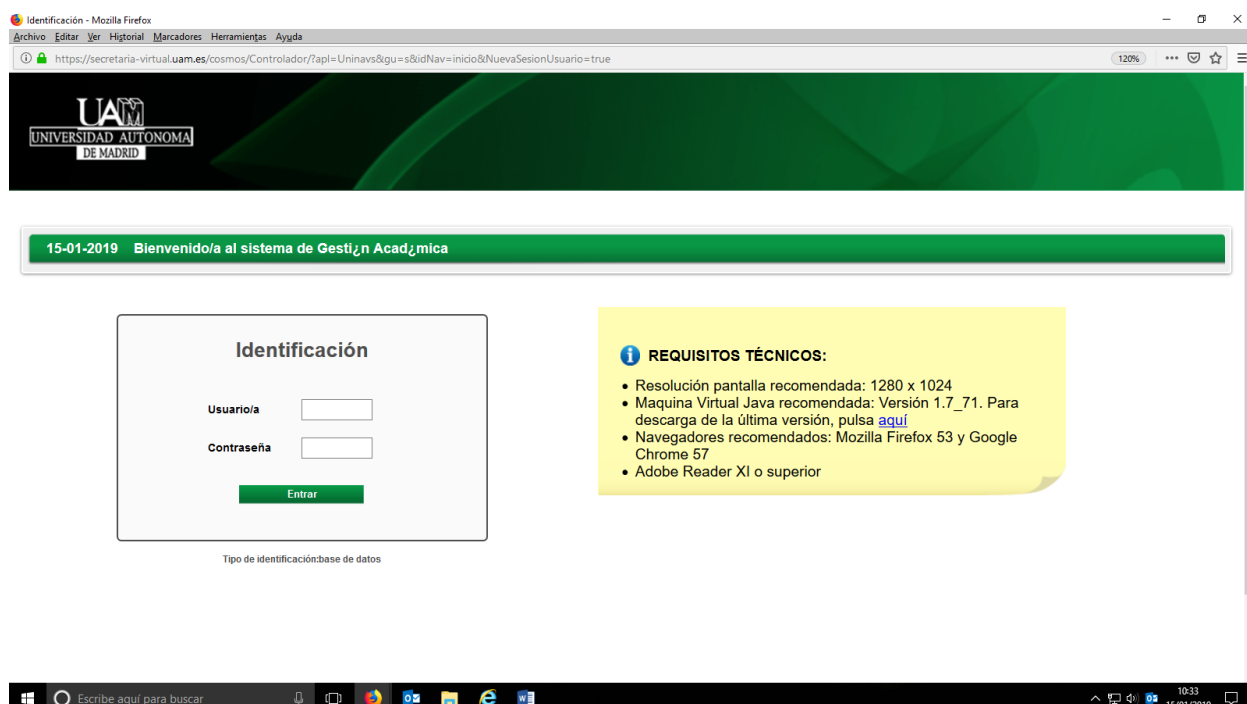 Identificación - Mozilla Firefox
Archivo Editar Ver Historial Marcadores Herramientas Ayuda
https://secretaria-virtual.uam.es/cosmos/Controlador/?apl=Uninavs&gu=s&idNav=inicio&NuevaSesionUsuario=true
120%
UAM
UNIVERSIDAD AUTONOMA
DE MADRID
15-01-2019 Bienvenido/a al sistema de Gesti¿n Acad¿mica
Identificación
Usuario/a
Contraseña
Entrar
Tipo de identificación:base de datos
REQUISITOS TÉCNICOS:
• Resolución pantalla recomendada: 1280 x 1024
• Maquina Virtual Java recomendada: Versión 1.7_71. Para
descarga de la última versión, pulsa aquí
• Navegadores recomendados: Mozilla Firefox 53 y Google
Chrome 57
• Adobe Reader XI o superior
Escribe aquí para buscar
10:33
15/01/2019